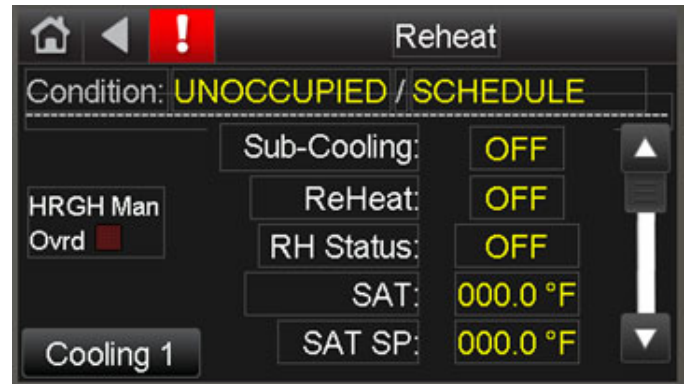 !
Reheat
Condition: UNOCCUPIED / SCHEDULE
Sub-Cooling: OFF
HRGH Man
Ovrd
ReHeat: OFF
RH Status: OFF
SAT: 000.0 °F
SAT SP: 000.0 °F
Cooling 1